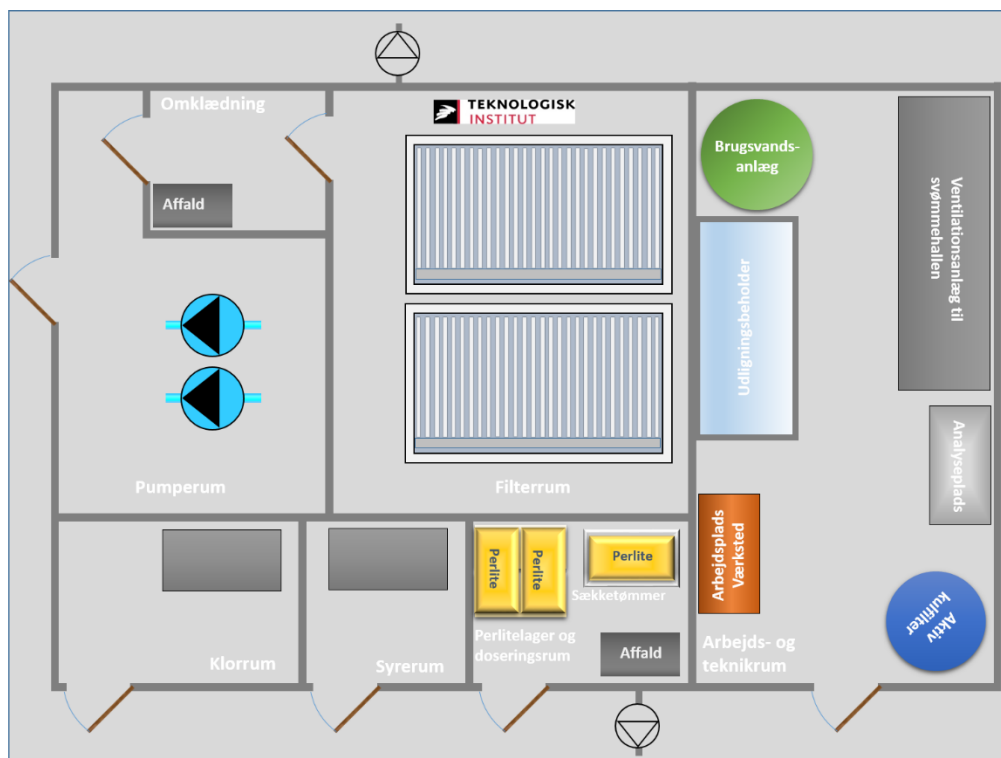 Omklædning
TEKNOLOGISK
INSTITUT
Affald
Brugsvands-
anlæg
Ventilationsanlæg til
svømmehallen
Udligningsbeholder
Analyseplads
Pumperum
Filterrum
Arbejdsplads
Værksted
Perlite
Perlite
Perlite
Sækketømmer
Perlitelager og
doseringsrum
Affald
Klorrum
Syrerum
Arbejds- og
teknikrum
Aktiv
kulfilter